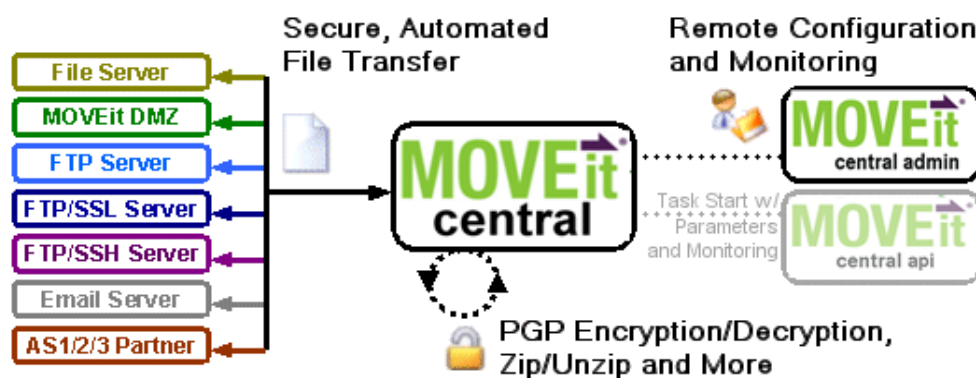 Secure, Automated
File Transfer
Remote Configuration
and Monitoring
File Server
MOVEit DMZ
FTP Server
FTP/SSL Server
FTP/SSH Server
Email Server
AS1/2/3 Partner
MOVEit
central
MOVEit
central admin
Task Start w/
Parameters
and Monitoring
MOVEit
central api
PGP Encryption/Decryption,
Zip/Unzip and More